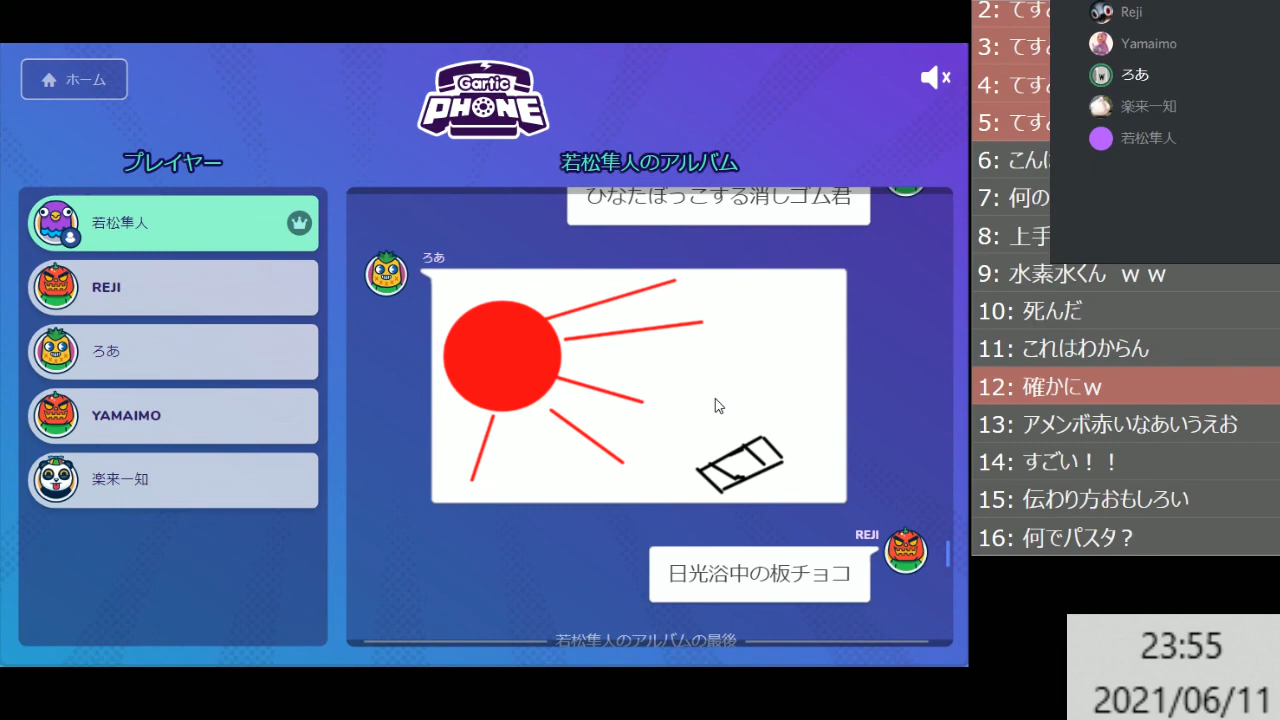 ホーム
Gartic
PHONE
プレイヤー
若松隼人
REJI
ろあ
YAMAIMO
楽来一知
若松隼人のアルバム
ひなたぼっこする消しゴム君
ろあ
REJI
日光浴中の板チョコ
若松隼人のアルバムの最後
Reji
Yamaimo
ろあ
楽来一知
若松隼人
2: てす
3: てす
4: てす
5: てす
6: こん
7: 何の
8: 上手
9: 水素水くん ｗｗ
10: 死んだ
11: これはわからん
12: 確かにｗ
13: アメンボ赤いなあいうえお
14: すごい！！
15: 伝わり方おもしろい
16: 何でパスタ？
23:55
2021/06/11